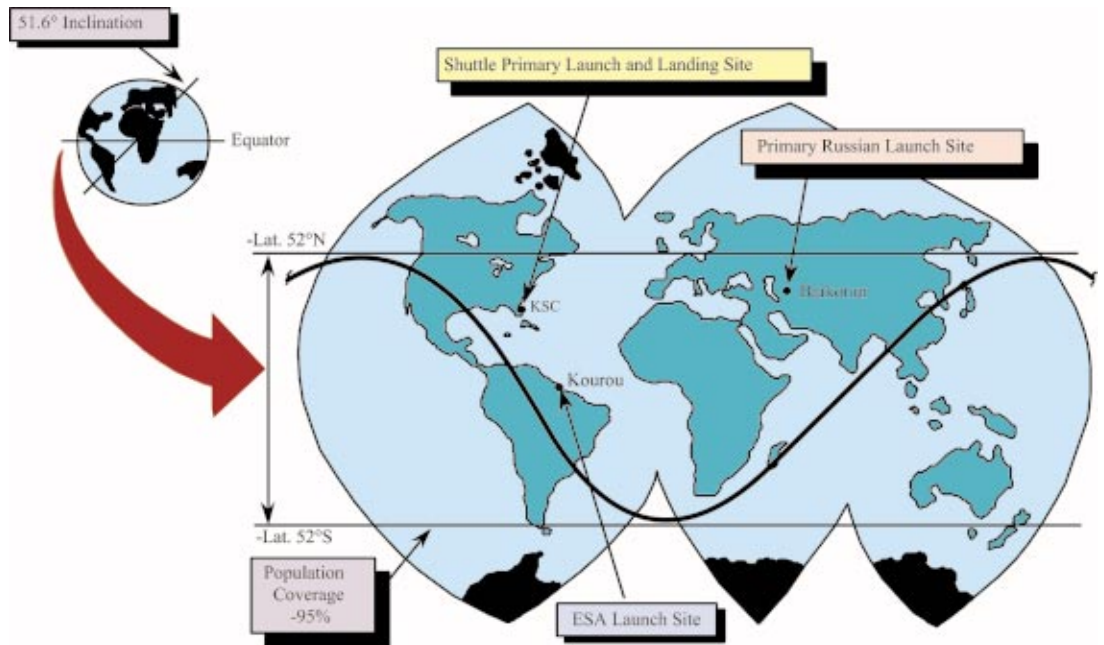 51.6° Inclination
Shuttle Primary Launch and Landing Site
Equator
Primary Russian Launch Site
-Lat. 52°N
Baikonur
KSC
Kourou
-Lat. 52°S
Population
Coverage
-95%
ESA Launch Site